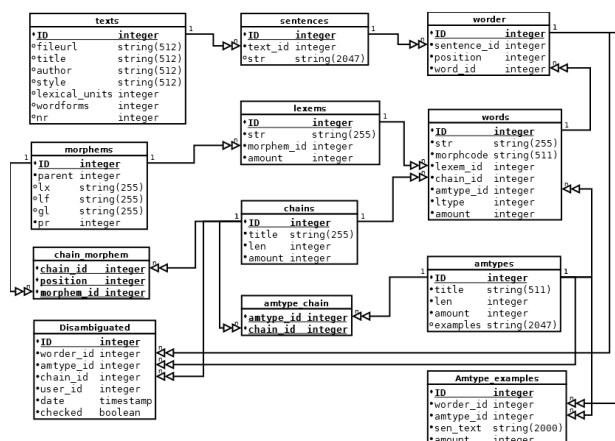 texts
ID integer
fileurl string(512)
title string(512)
author string(512)
style string(512)
lexical_units integer
wordforms integer
nr integer
sentences
ID integer
text_id integer
str string(2047)
worder
ID integer
sentence_id integer
position integer
word_id integer
lexems
ID integer
str string(255)
morphem_id integer
amount integer
words
ID integer
str string(255)
morphcode string(511)
lexem_id integer
chain_id integer
amtype_id integer
ltype integer
amount integer
morphems
ID integer
parent integer
lx string(255)
lf string(255)
gl string(255)
pr integer
chains
ID integer
title string(255)
len integer
amount integer
chain_morphem
chain_id integer
position integer
morphem_id integer
amtype_chain
amtype_id integer
chain_id integer
amtypes
ID integer
title string(511)
len integer
amount integer
examples string(2047)
Disambiguated
ID integer
worder_id integer
amtype_id integer
chain_id integer
user_id integer
date timestamp
checked boolean
Amtype_examples
ID integer
worder_id integer
amtype_id integer
sen_text string(2000)
amount integer